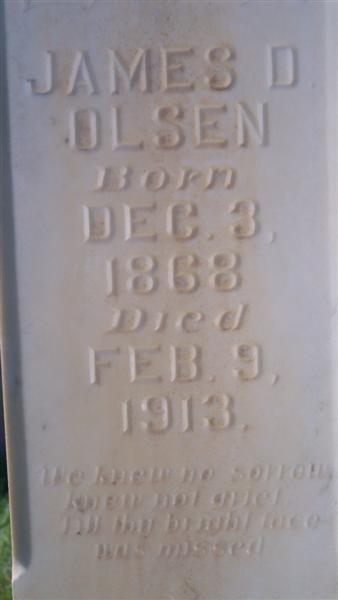 JAMES D
OLSEN
Born
DEC. 3,
1868
Died
FEB. 9,
1913.
We knew no sorrow,
knew not grief,
Till thy bright face
was missed